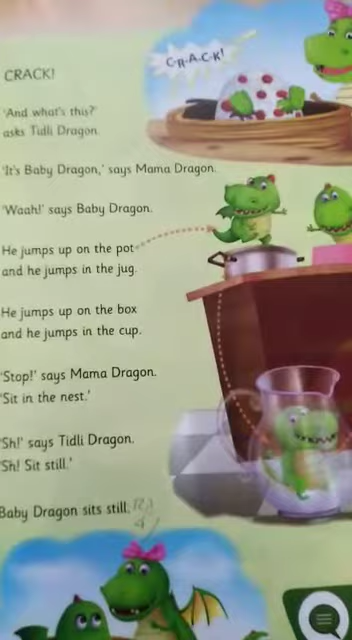 C-R-A-C-K!
CRACK!
'And what's this?'
asks Tidli Dragon.
'It's Baby Dragon,' says Mama Dragon.
'Waah!' says Baby Dragon.
He jumps up on the pot
and he jumps in the jug.
He jumps up on the box
and he jumps in the cup.
'Stop!' says Mama Dragon.
'Sit in the nest.'
'Sh!' says Tidli Dragon.
'Sh! Sit still.'
Baby Dragon sits still.